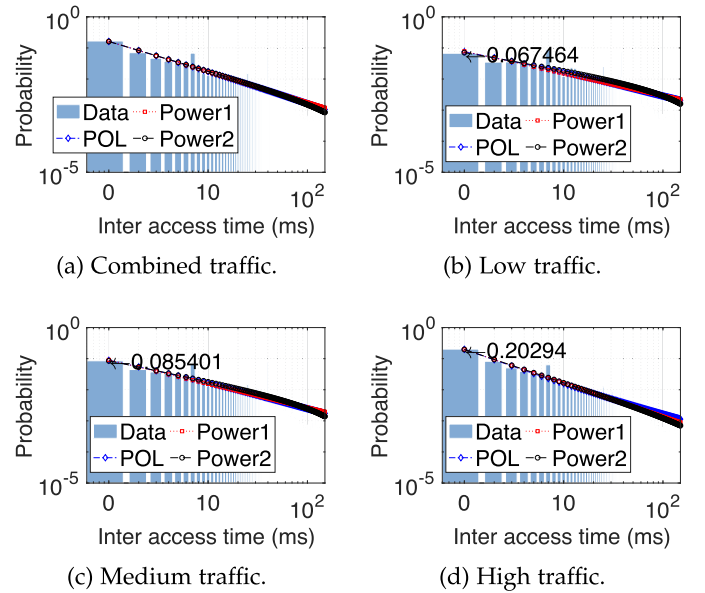 10^0
Probability
Data Power1
POL Power2
10^-5
0 10 10^2
Inter access time (ms)
(a) Combined traffic.
10^0
0.067464
Probability
Data Power1
POL Power2
10^-5
0 10 10^2
Inter access time (ms)
(b) Low traffic.
10^0
0.085401
Probability
Data Power1
POL Power2
10^-5
0 10 10^2
Inter access time (ms)
(c) Medium traffic.
10^0
0.20294
Probability
Data Power1
POL Power2
10^-5
0 10 10^2
Inter access time (ms)
(d) High traffic.